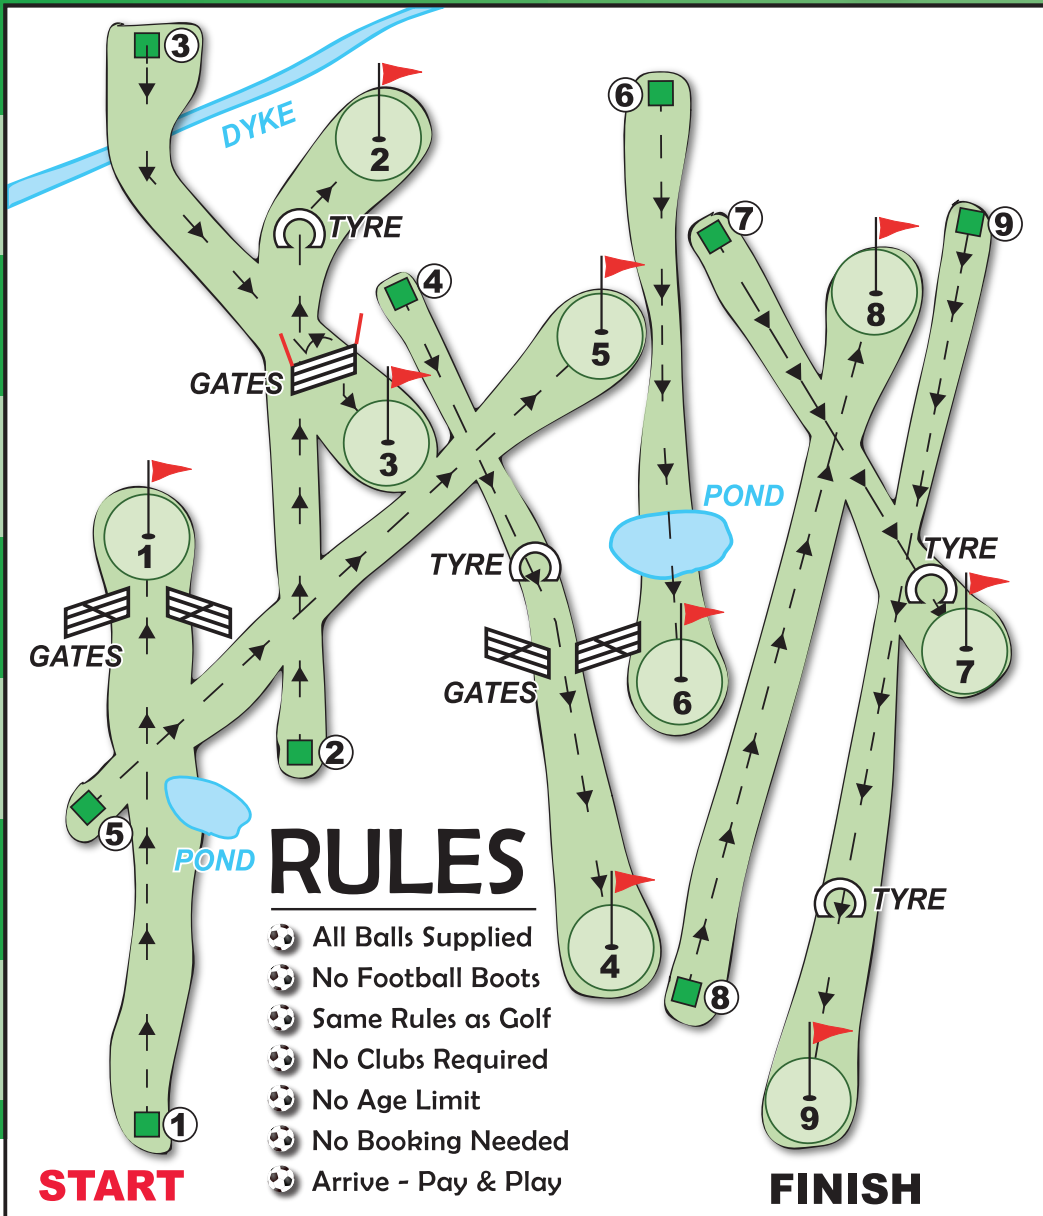 3
DYKE
2
6
TYRE
7
9
4
8
5
GATES
3
POND
1
TYRE
TYRE
GATES
7
GATES
6
2
5
POND
RULES
TYRE
All Balls Supplied
4
No Football Boots
8
Same Rules as Golf
No Clubs Required
No Age Limit
9
1
No Booking Needed
Arrive - Pay & Play
START
FINISH